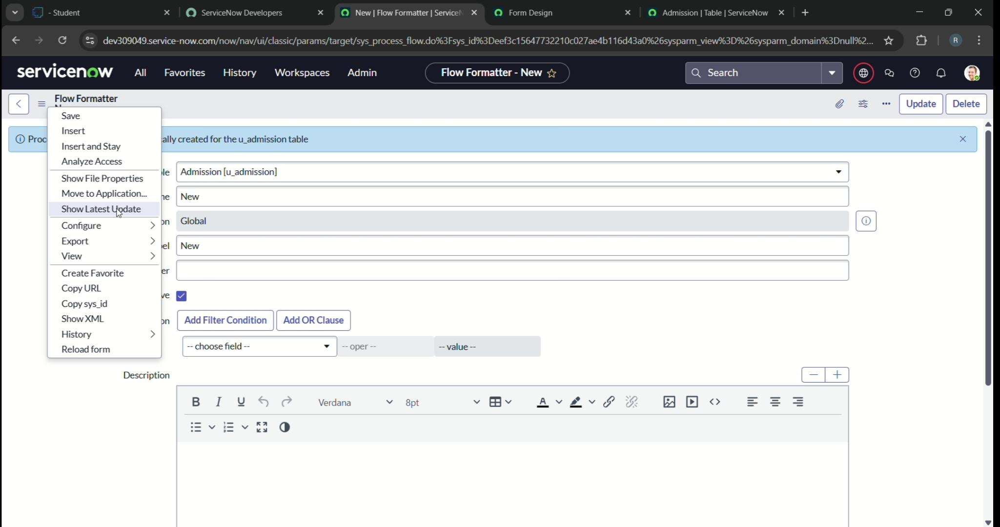 - Student
ServiceNow Developers
New | Flow Formatter | Service
Form Design
Admission | Table | ServiceNow
dev309049.service-now.com/now/nav/ui/classic/params/target/sys_process_flow.do%3Fsys_id%3Deef3c15647732210c027ae4b116d43a0%26sysparm_view%3D%26sysparm_domain%3Dnull%2...
R
servicenow
All
Favorites
History
Workspaces
Admin
Flow Formatter - New
Search
Flow Formatter
Update
Delete
Save
Insert
Insert and Stay
Analyze Access
Show File Properties
Move to Application...
Show Latest Update
Configure
Export
View
Create Favorite
Copy URL
Copy sys_id
Show XML
History
Reload form
Proc
ally created for the u_admission table
le
Admission [u_admission]
ne
New
on
Global
el
New
er
ve
on
Add Filter Condition
Add OR Clause
-- choose field --
-- oper --
-- value --
Description
B I U
Verdana
8pt
A